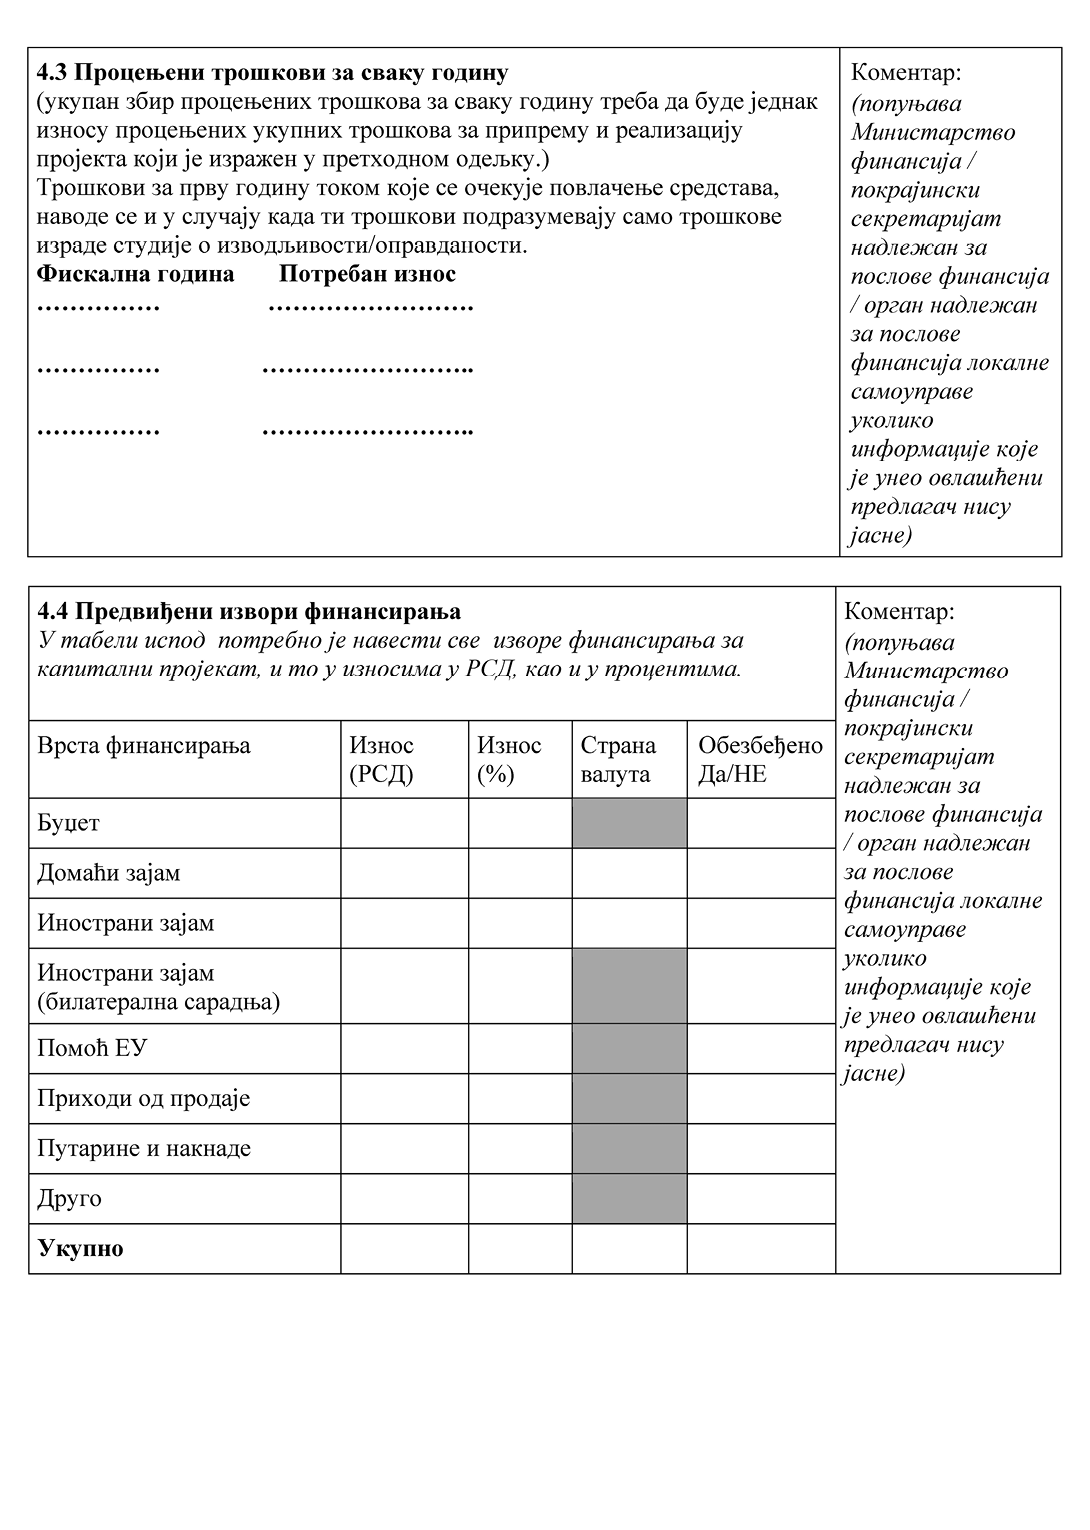 4.3 Процењени трошкови за сваку годину
(укупан збир процењених трошкова за сваку годину треба да буде једнак
износу процењених укупних трошкова за припрему и реализацију
пројекта који је изражен у претходном одељку.)
Трошкови за прву годину током које се очекује повлачење средстава,
наводе се и у случају када ти трошкови подразумевају само трошкове
израде студије о изводљивости/оправданости.
Фискална година Потребан износ
…………… …………………….
…………… ……………………..
…………… ……………………..
Коментар:
(попуњава
Министарство
финансија /
покрајински
секретаријат
надлежан за
послове финансија
/ орган надлежан
за послове
финансија локалне
самоуправе
уколико
информације које
је унео овлашћени
предлагач нису
јасне)
4.4 Предвиђени извори финансирања
У табели испод потребно је навести све изворе финансирања за
капитални пројекат, и то у износима у РСД, као и у процентима.
Врста финансирања
Износ
(РСД)
Износ
(%)
Страна
валута
Обезбеђено
Да/НЕ
Буџет
Домаћи зајам
Инострани зајам
Инострани зајам
(билатерална сарадња)
Помоћ ЕУ
Приходи од продаје
Путарине и накнаде
Друго
Укупно
Коментар:
(попуњава
Министарство
финансија /
покрајински
секретаријат
надлежан за
послове финансија
/ орган надлежан
за послове
финансија локалне
самоуправе
уколико
информације које
је унео овлашћени
предлагач нису
јасне)